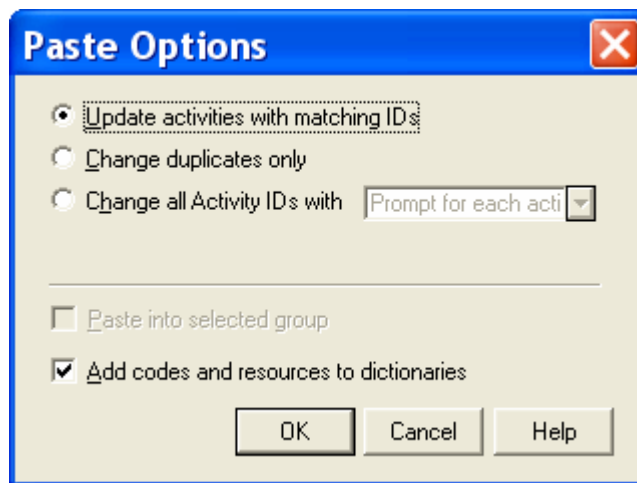 Paste Options
Update activities with matching IDs
Change duplicates only
Change all Activity IDs with Prompt for each acti
Paste into selected group
Add codes and resources to dictionaries
OK Cancel Help